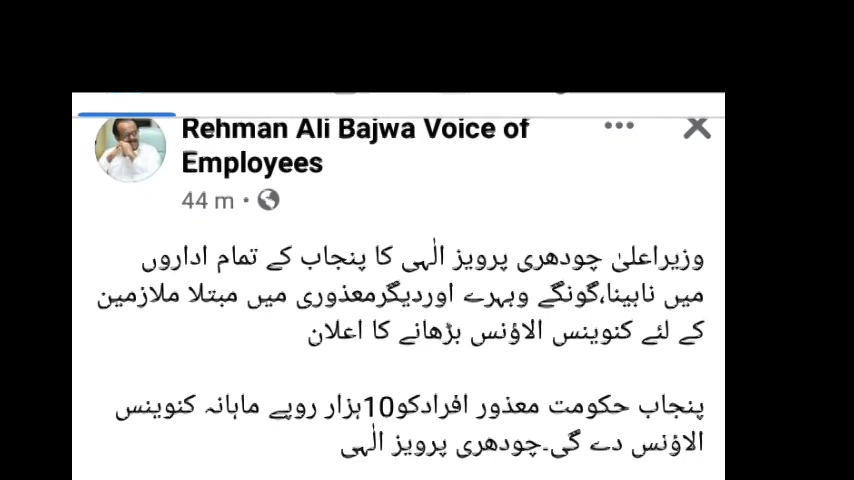 Rehman Ali Bajwa Voice of
Employees
44 m
وزیراعلیٰ چودھری پرویز الٰہی کا پنجاب کے تمام اداروں
میں نابینا،گونگے وبہرے اوردیگرمعذوری میں مبتلا ملازمین
کے لئے کنوینس الاؤنس بڑھانے کا اعلان
پنجاب حکومت معذور افرادکو10ہزار روپے ماہانہ کنوینس
الاؤنس دے گی۔چودھری پرویز الٰہی